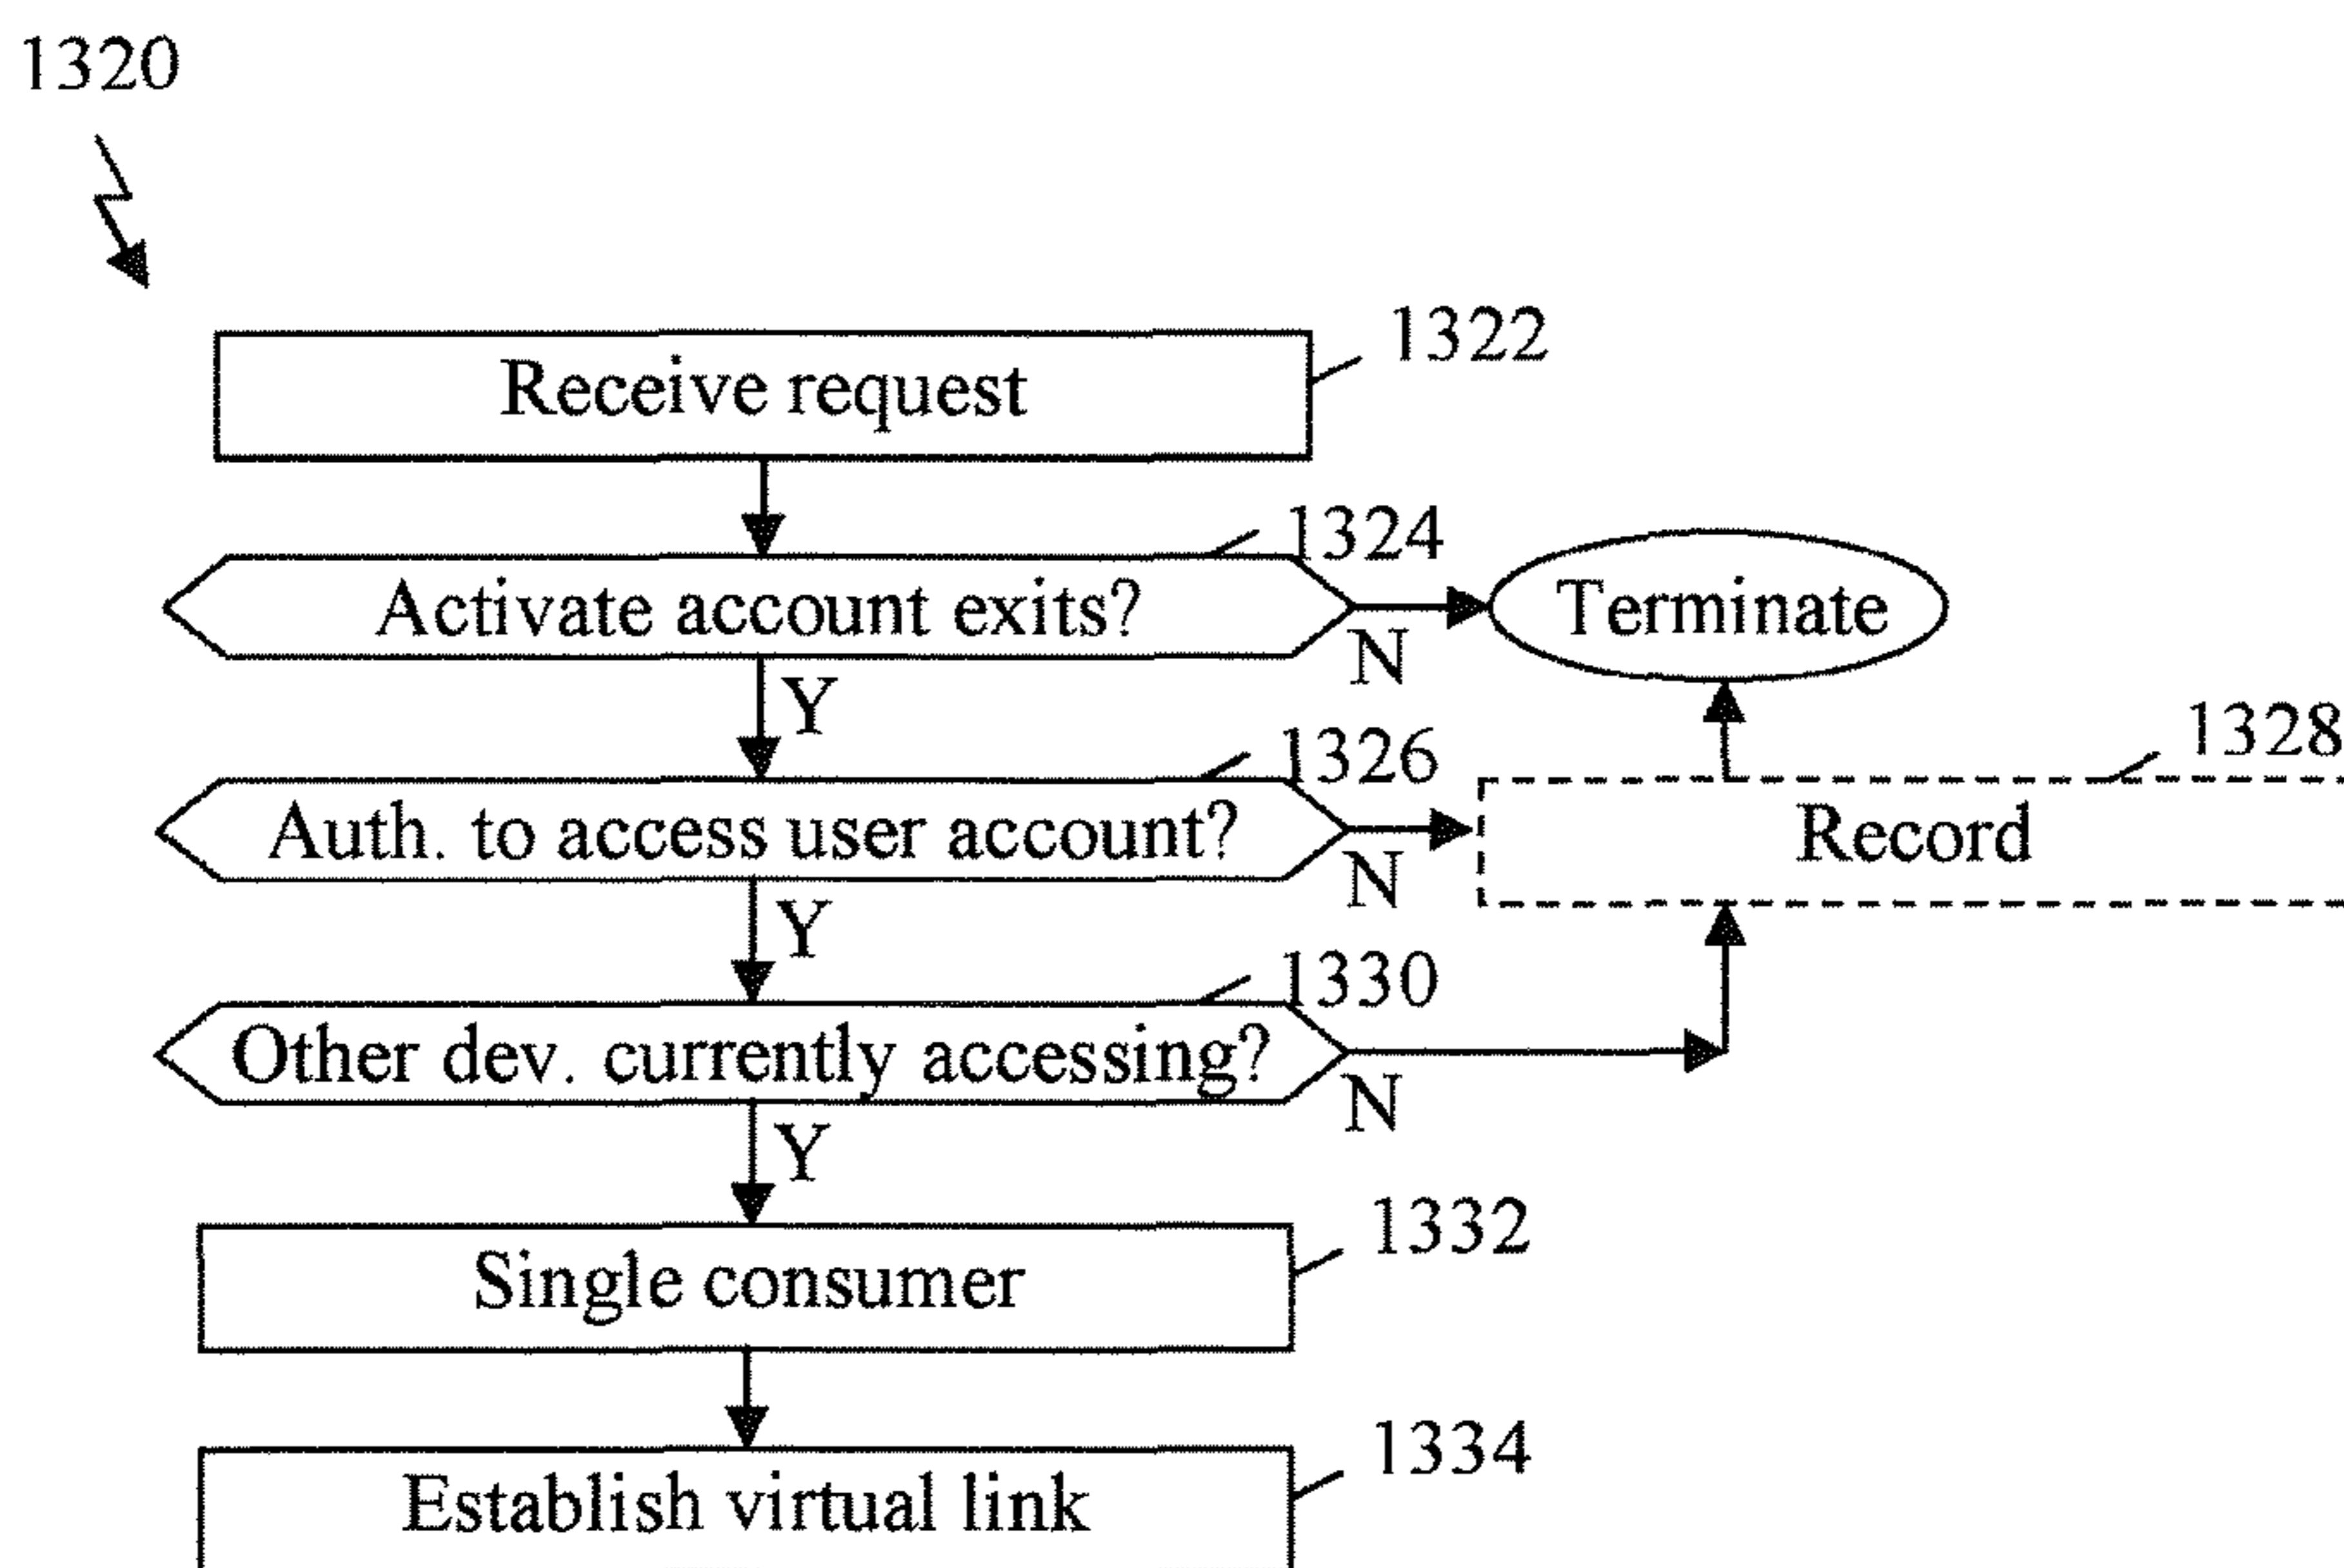 1320
1322
Receive request
1324
Activate account exits?
Terminate
N
Y
1326
1328
Auth. to access user account?
Record
N
Y
1330
Other dev. currently accessing?
N
Y
1332
Single consumer
1334
Establish virtual link